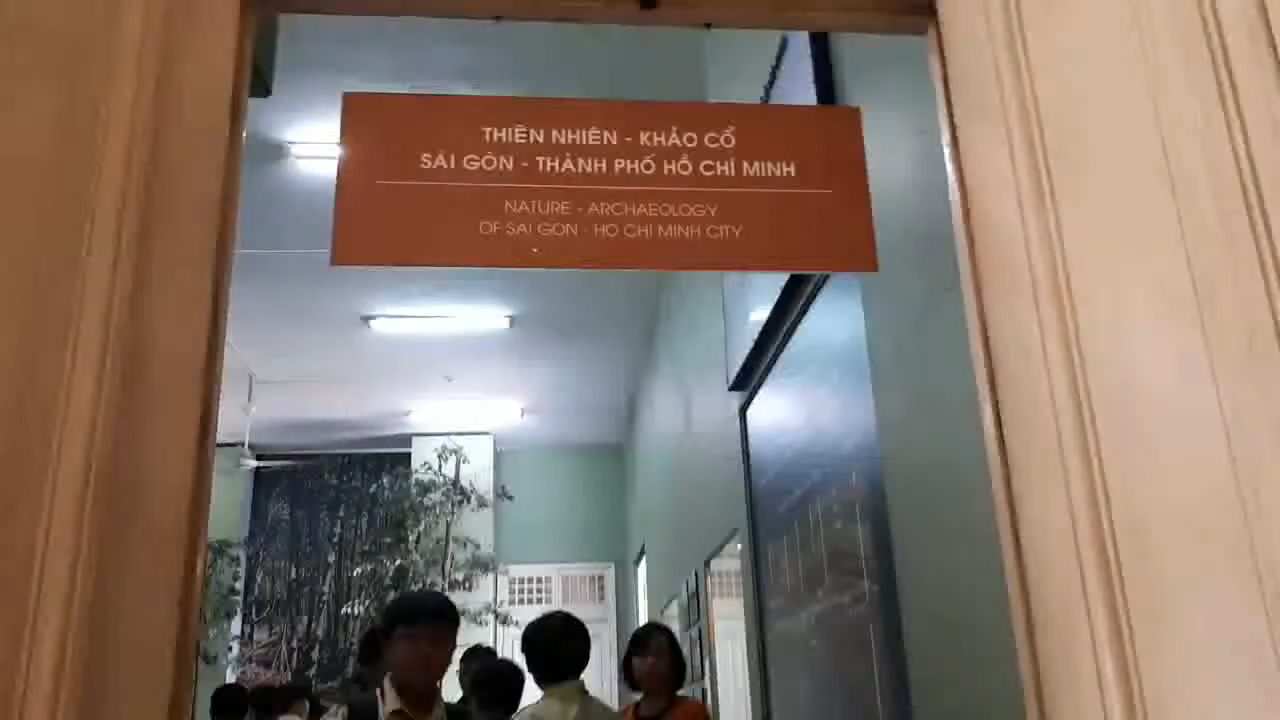 THIÊN NHIÊN - KHẢO CỔ
SÀI GÒN - THÀNH PHỐ HỒ CHÍ MINH
NATURE - ARCHAEOLOGY
OF SAI GON - HO CHI MINH CITY